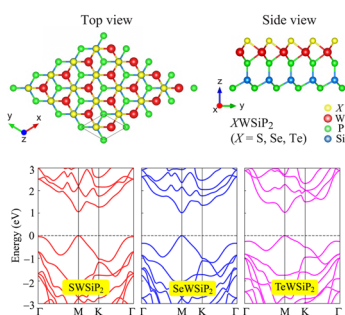 Top view
Side view
y
x
z
z
y
x
XWSiP₂
(X = S, Se, Te)
X
W
P
Si
Energy (eV)
3
2
1
0
−1
−2
−3
SWSiP₂
SeWSiP₂
TeWSiP₂
Γ M K Γ
Γ M K Γ
Γ M K Γ